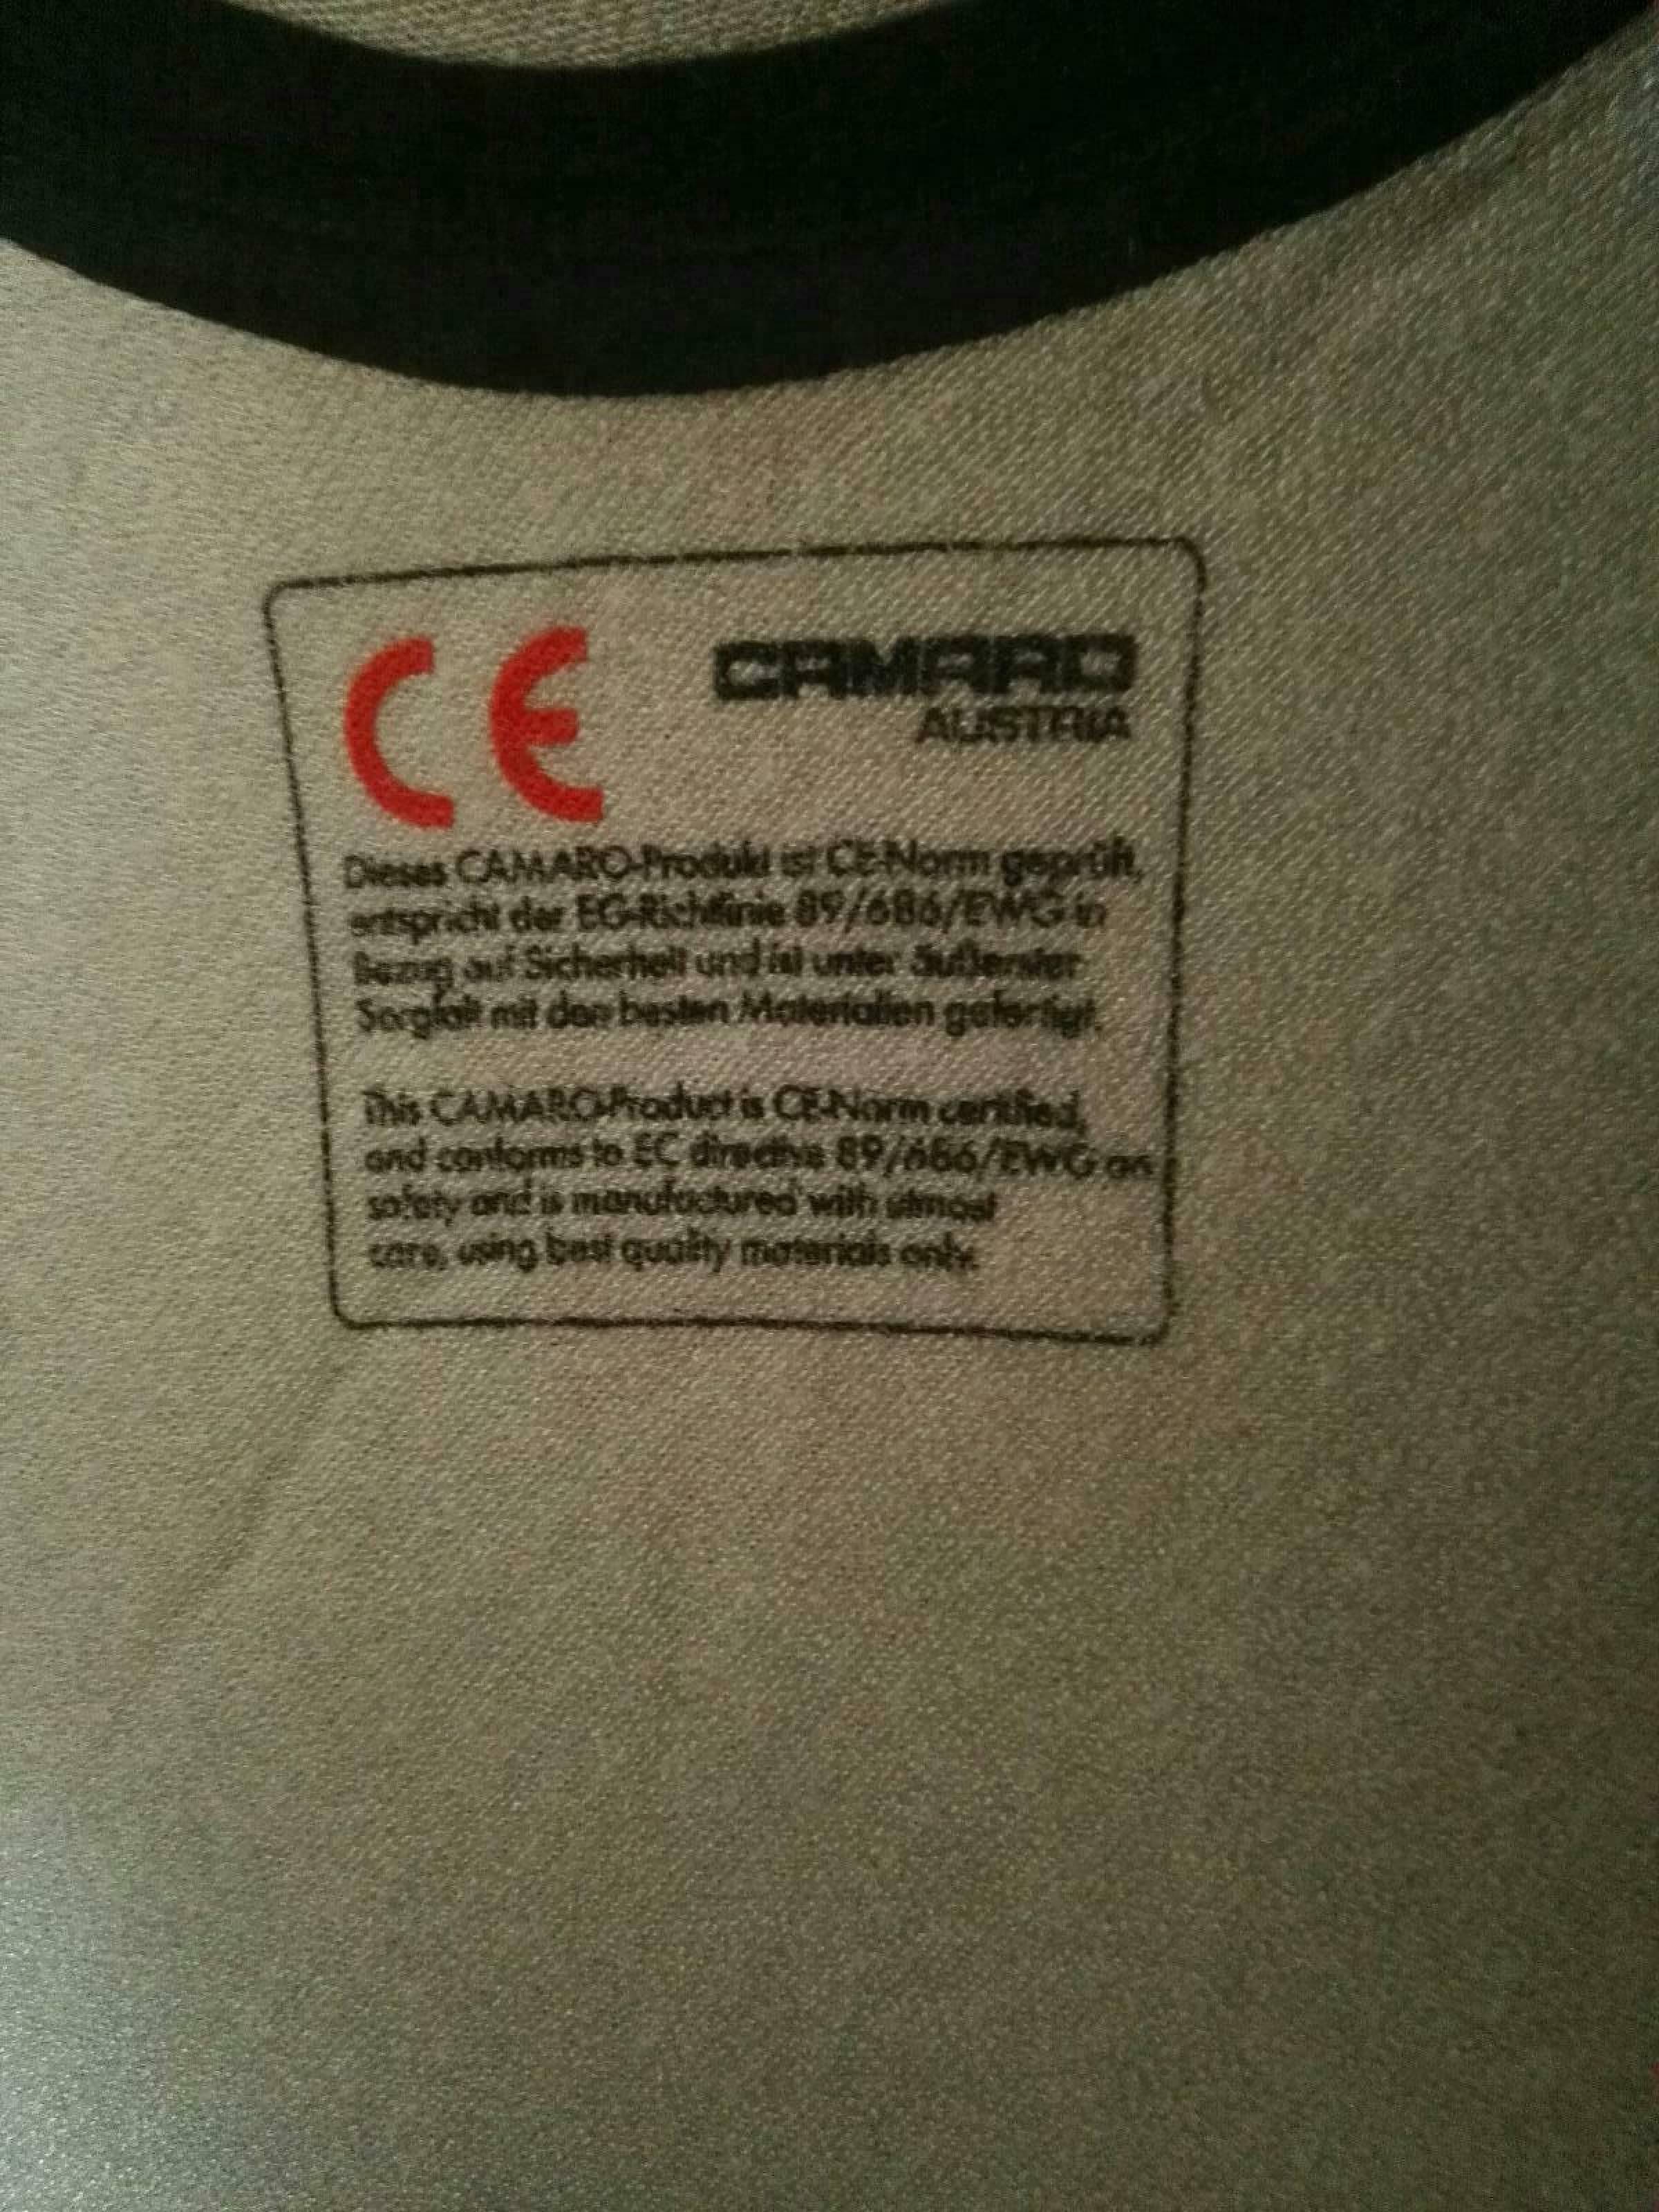 CE
CAMARO
AUSTRIA
Dieses CAMARO-Produkt ist CE-Norm geprüft,
entspricht der EG-Richtlinie 89/686/EWG in
Bezug auf Sicherheit und ist unter äußerster
Sorgfalt mit den besten Materialien gefertigt.
This CAMARO-Product is CE-Norm certified,
and conforms to EC directive 89/686/EWG on
safety and is manufactured with utmost
care, using best quality materials only.